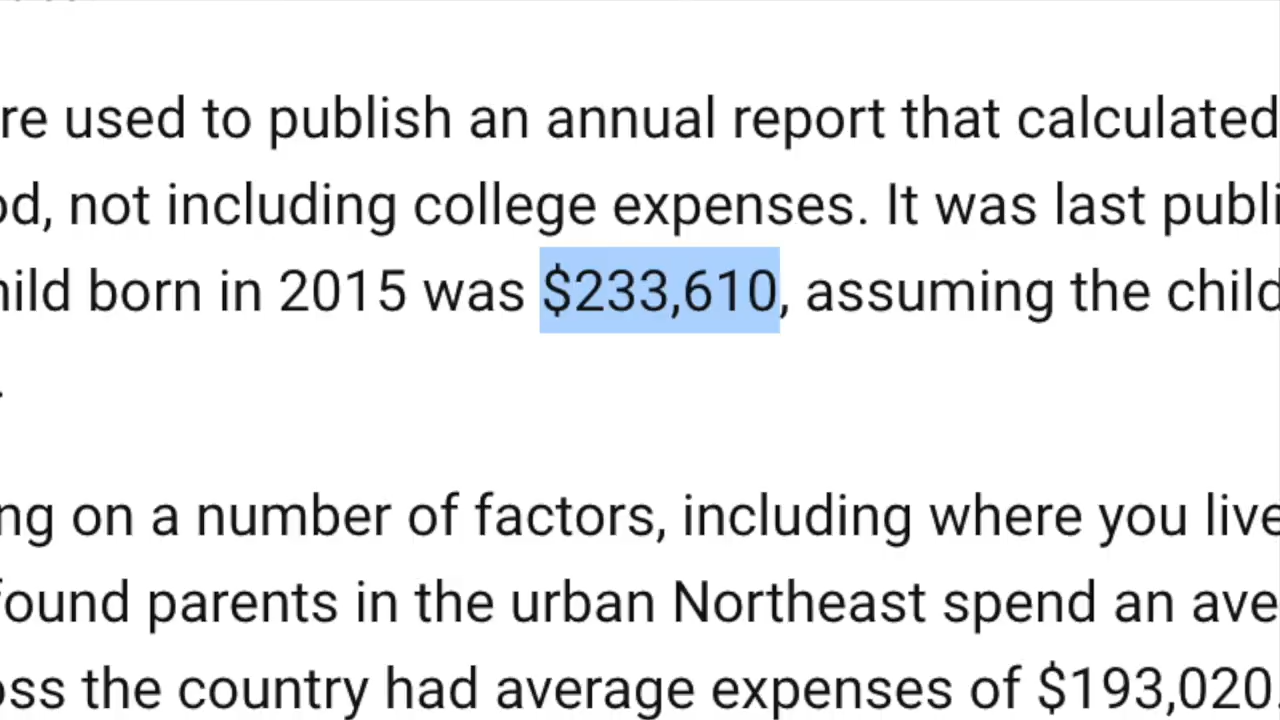 re used to publish an annual report that calculated
od, not including college expenses. It was last publi
hild born in 2015 was $233,610, assuming the child
.
ng on a number of factors, including where you live
found parents in the urban Northeast spend an ave
oss the country had average expenses of $193,020.